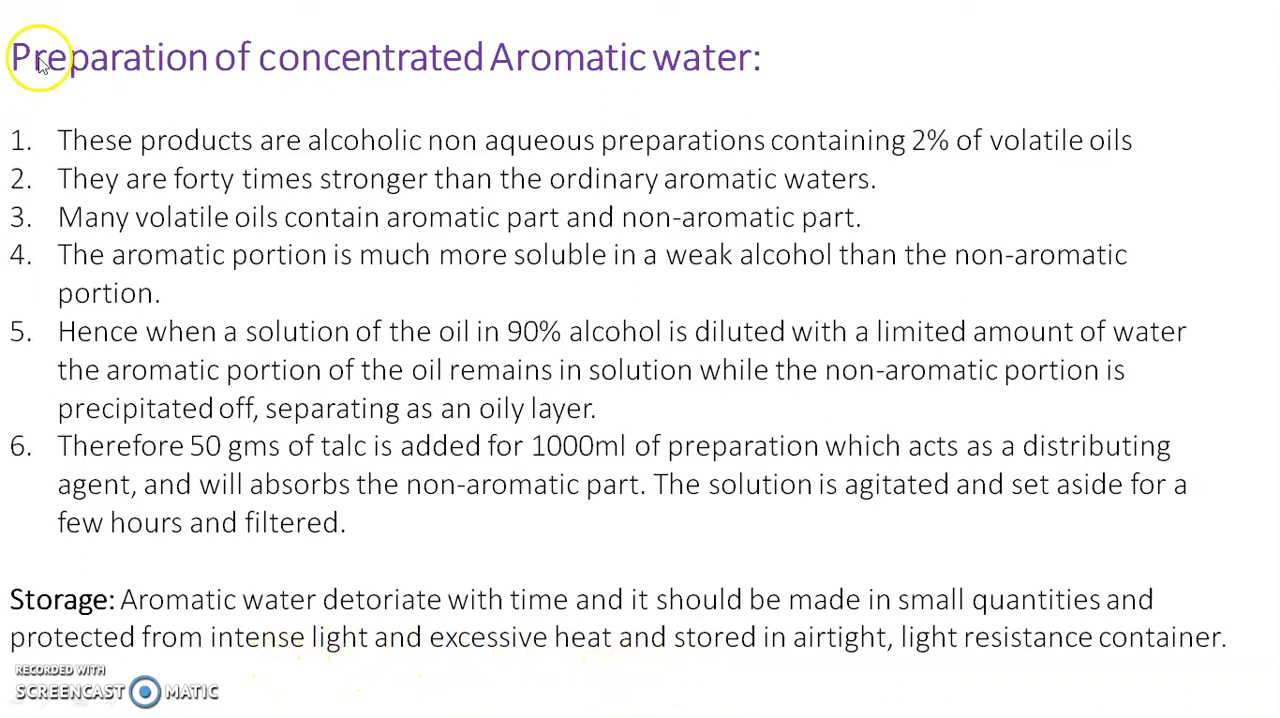 Preparation of concentrated Aromatic water:
1. These products are alcoholic non aqueous preparations containing 2% of volatile oils
2. They are forty times stronger than the ordinary aromatic waters.
3. Many volatile oils contain aromatic part and non-aromatic part.
4. The aromatic portion is much more soluble in a weak alcohol than the non-aromatic
portion.
5. Hence when a solution of the oil in 90% alcohol is diluted with a limited amount of water
the aromatic portion of the oil remains in solution while the non-aromatic portion is
precipitated off, separating as an oily layer.
6. Therefore 50 gms of talc is added for 1000ml of preparation which acts as a distributing
agent, and will absorbs the non-aromatic part. The solution is agitated and set aside for a
few hours and filtered.
Storage: Aromatic water detoriate with time and it should be made in small quantities and
protected from intense light and excessive heat and stored in airtight, light resistance container.
RECORDED WITH
SCREENCAST MATIC